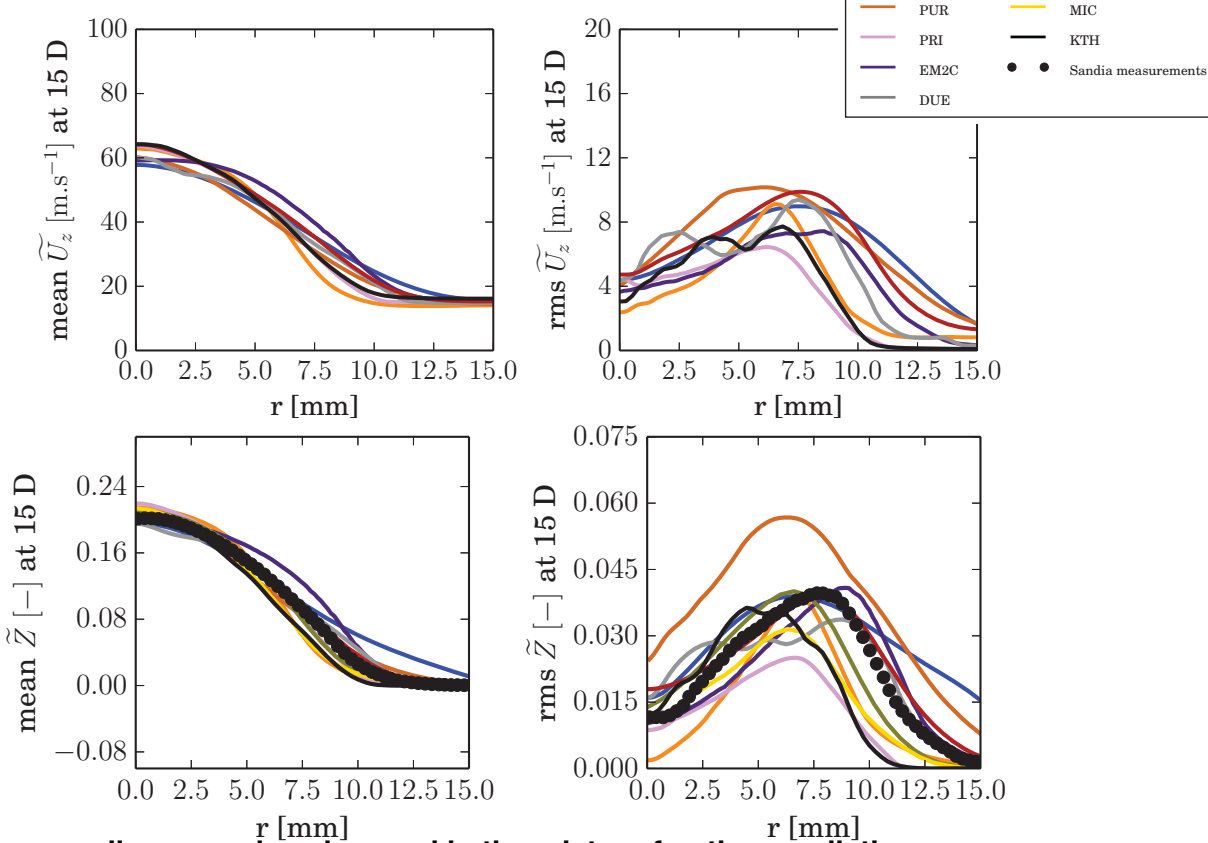 PUR
MIC
PRI
KTH
EM2C
Sandia measurements
DUE
mean Ũz [m.s−1] at 15 D
100
80
60
40
20
0
0.0 2.5 5.0 7.5 10.0 12.5 15.0
r [mm]
rms Ũz [m.s−1] at 15 D
20
16
12
8
4
0
0.0 2.5 5.0 7.5 10.0 12.5 15.0
r [mm]
mean Z̃ [−] at 15 D
0.24
0.16
0.08
0.00
−0.08
0.0 2.5 5.0 7.5 10.0 12.5 15.0
r [mm]
rms Z̃ [−] at 15 D
0.075
0.060
0.045
0.030
0.015
0.000
0.0 2.5 5.0 7.5 10.0 12.5 15.0
r [mm]